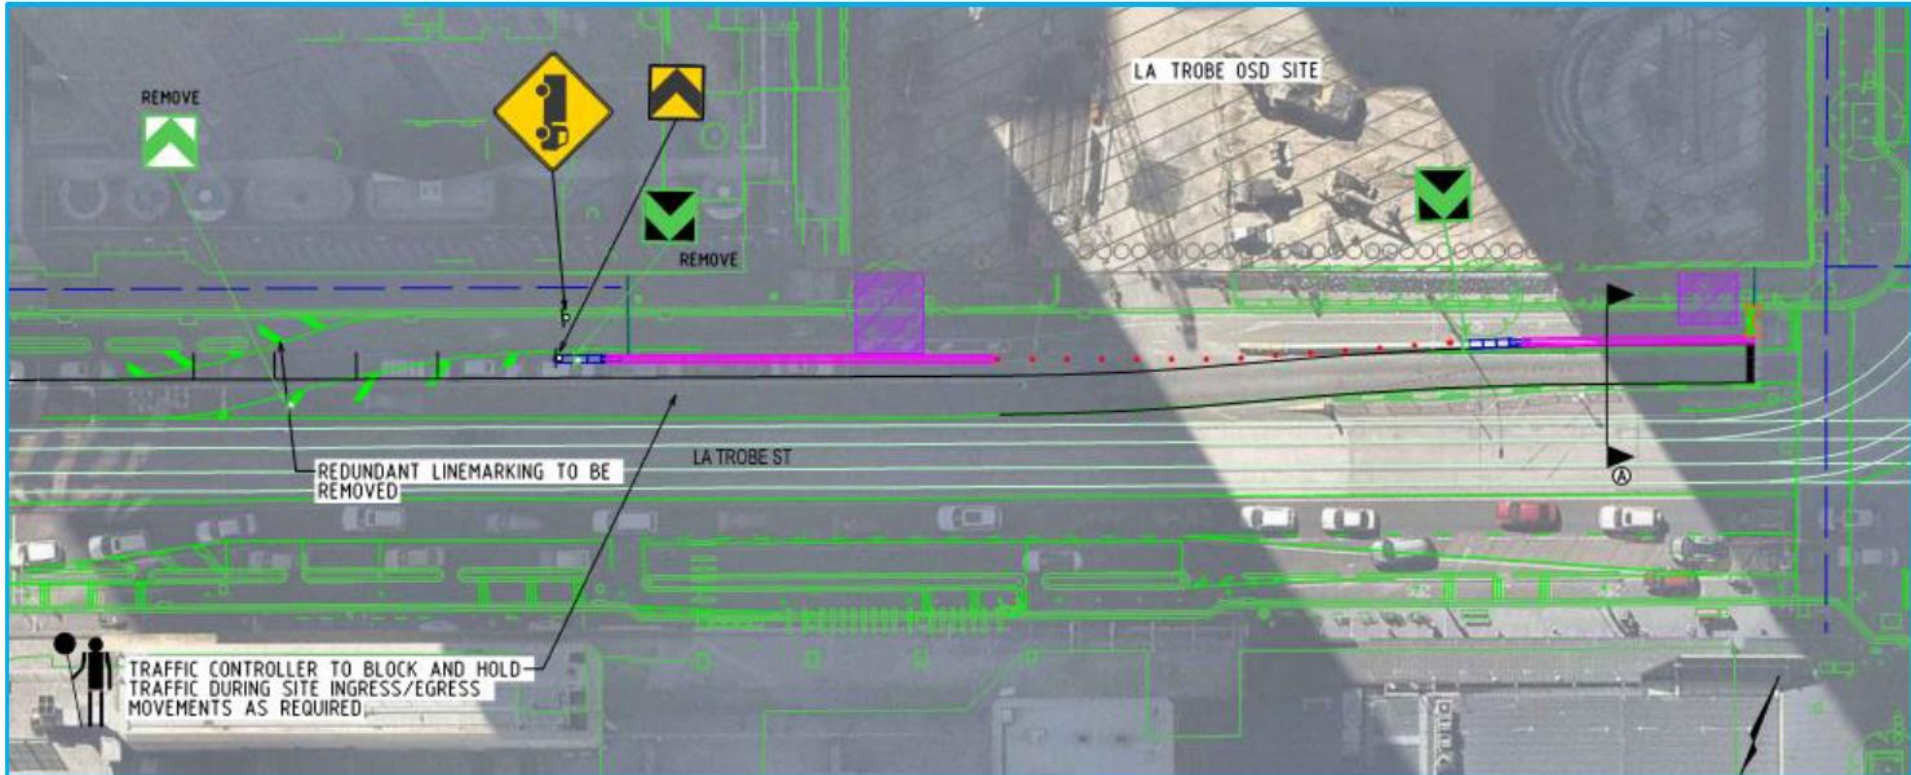 REMOVE
LA TROBE OSD SITE
REMOVE
LA TROBE ST
A
REDUNDANT LINEMARKING TO BE
REMOVED
TRAFFIC CONTROLLER TO BLOCK AND HOLD
TRAFFIC DURING SITE INGRESS/EGRESS
MOVEMENTS AS REQUIRED